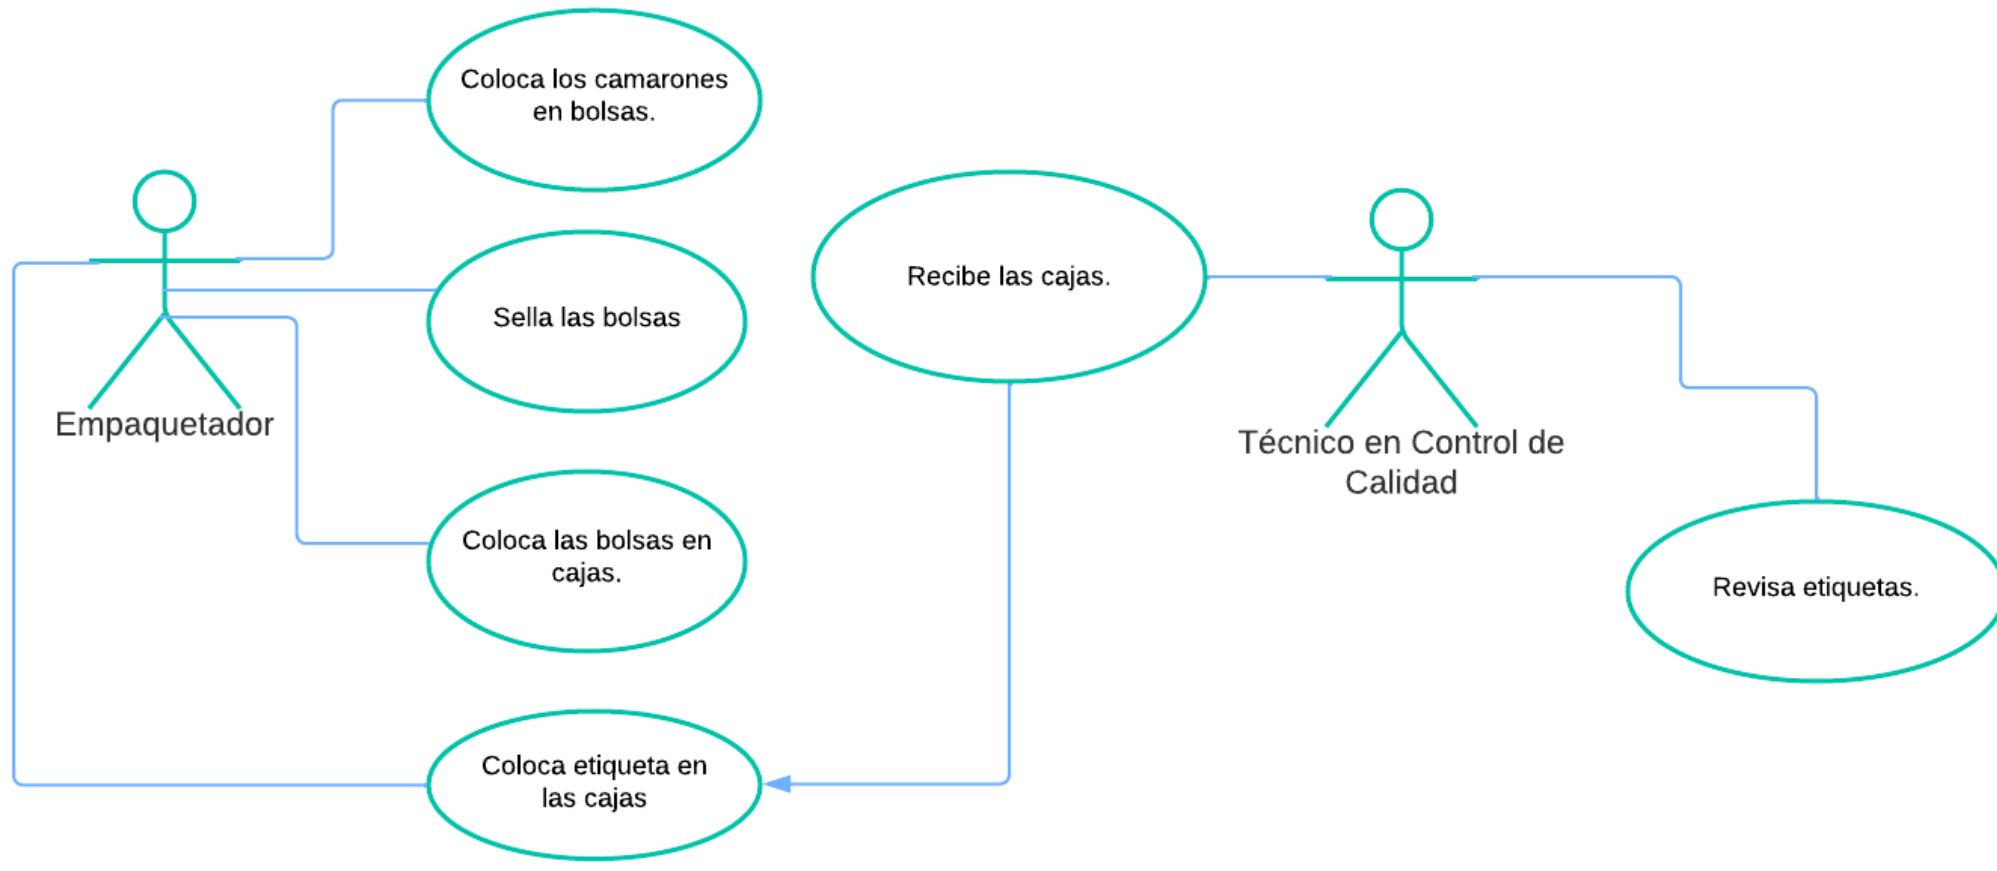 Coloca los camarones
en bolsas.
Sella las bolsas
Empaquetador
Coloca las bolsas en
cajas.
Coloca etiqueta en
las cajas
Recibe las cajas.
Técnico en Control de
Calidad
Revisa etiquetas.